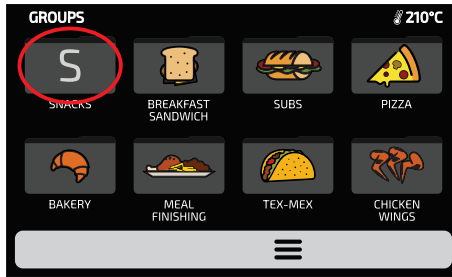 GROUPS
210°C
S
SNACKS
BREAKFAST
SANDWICH
SUBS
PIZZA
BAKERY
MEAL
FINISHING
TEX-MEX
CHICKEN
WINGS